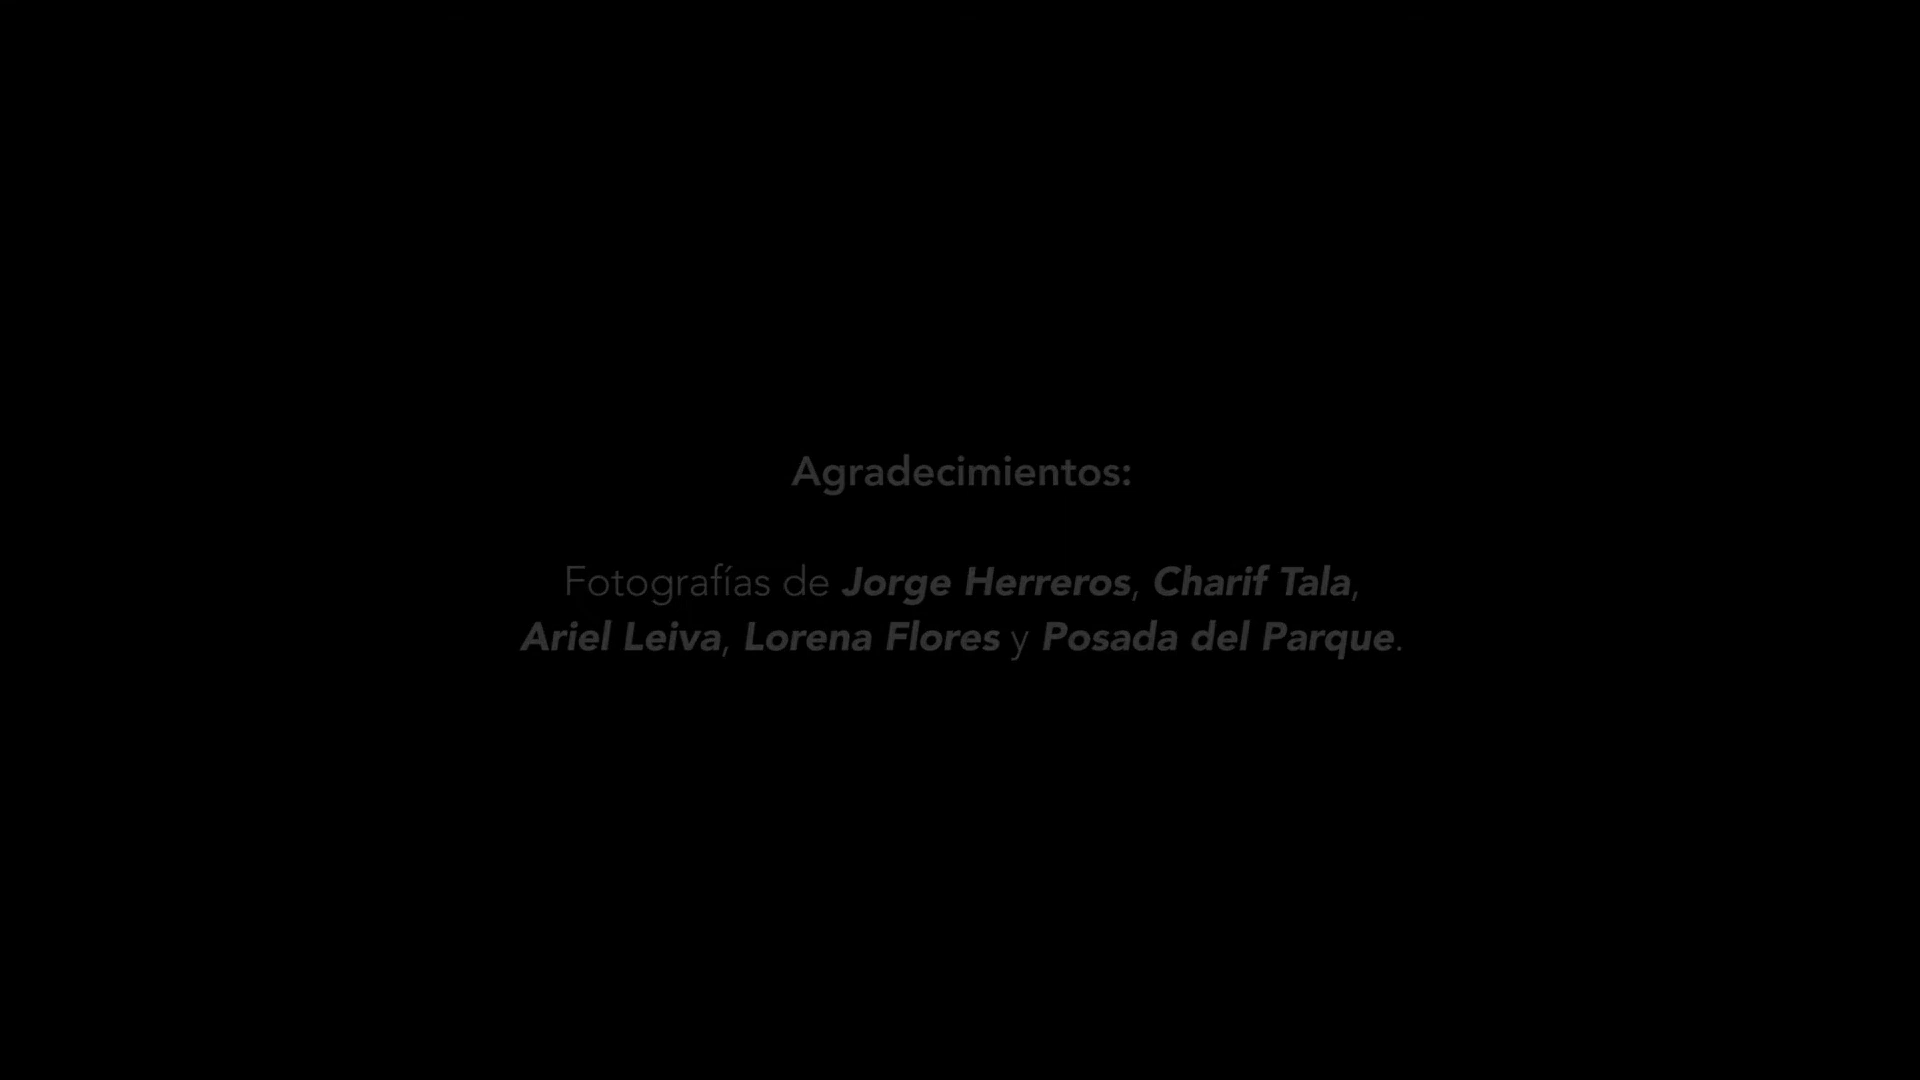 Agradecimientos:
Fotografías de Jorge Herreros, Charif Tala,
Ariel Leiva, Lorena Flores y Posada del Parque.